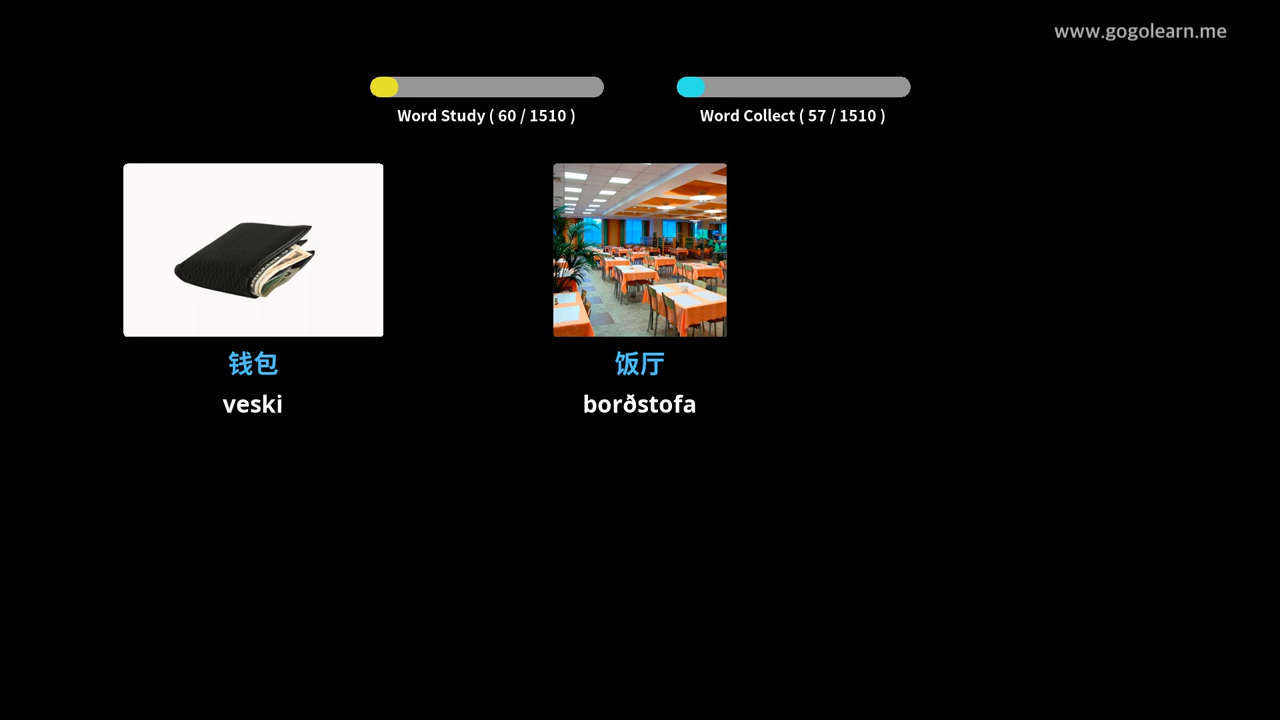 www.gogolearn.me
Word Study ( 60 / 1510 )
Word Collect ( 57 / 1510 )
钱包
veski
饭厅
borðstofa